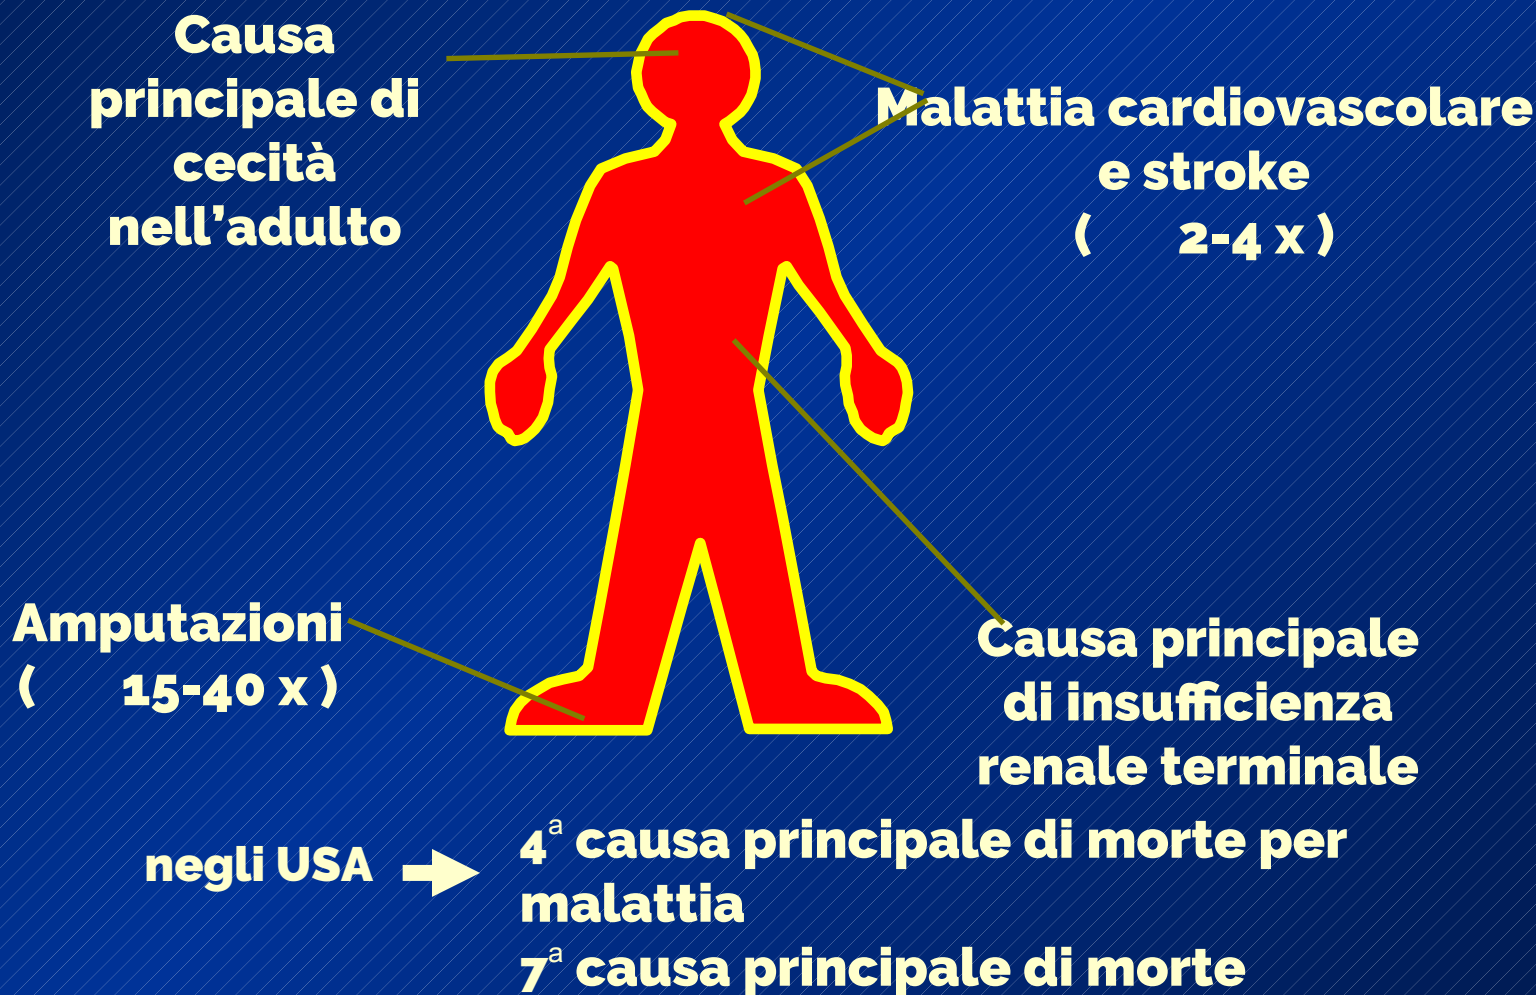 Causa
principale di
cecità
nell’adulto
Malattia cardiovascolare
e stroke
( 2-4 x )
Amputazioni
( 15-40 x )
Causa principale
di insufficienza
renale terminale
negli USA
4ª causa principale di morte per
malattia
7ª causa principale di morte